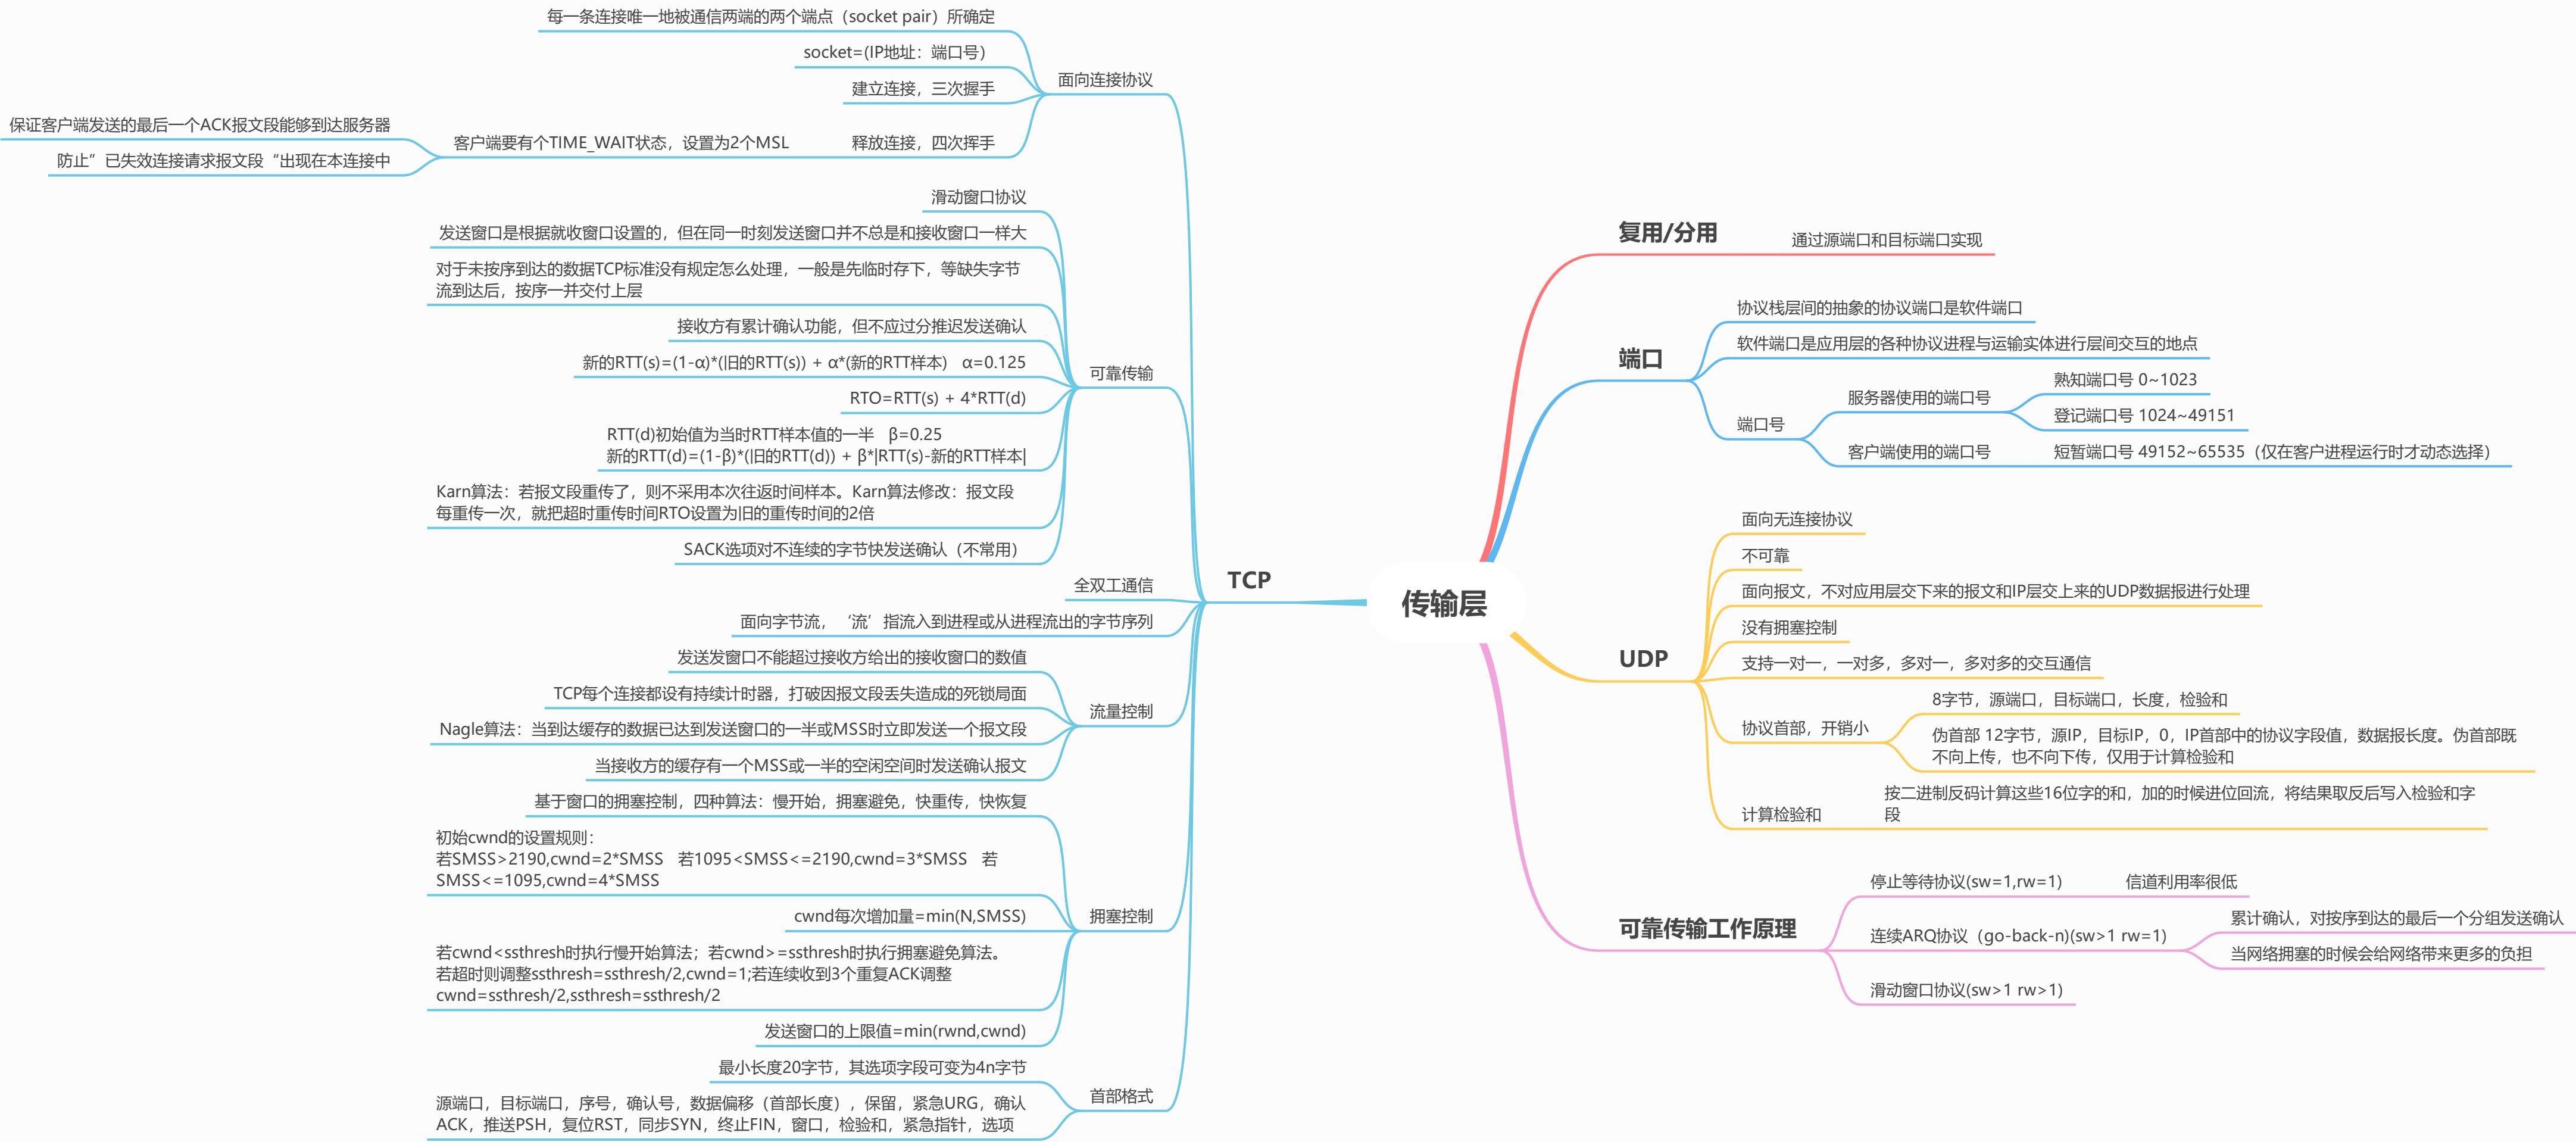 传输层
复用/分用
通过源端口和目标端口实现
端口
协议栈层间的抽象的协议端口是软件端口
软件端口是应用层的各种协议进程与运输实体进行层间交互的地点
端口号
服务器使用的端口号
熟知端口号 0~1023
登记端口号 1024~49151
客户端使用的端口号
短暂端口号 49152~65535（仅在客户进程运行时才动态选择）
UDP
面向无连接协议
不可靠
面向报文，不对应用层交下来的报文和IP层交上来的UDP数据报进行处理
没有拥塞控制
支持一对一，一对多，多对一，多对多的交互通信
协议首部，开销小
8字节，源端口，目标端口，长度，检验和
伪首部 12字节，源IP，目标IP，0，IP首部中的协议字段值，数据报长度。伪首部既
不向上传，也不向下传，仅用于计算检验和
计算检验和
按二进制反码计算这些16位字的和，加的时候进位回流，将结果取反后写入检验和字
段
可靠传输工作原理
停止等待协议(sw=1,rw=1)
信道利用率很低
连续ARQ协议（go-back-n)(sw>1 rw=1)
累计确认，对按序到达的最后一个分组发送确认
当网络拥塞的时候会给网络带来更多的负担
滑动窗口协议(sw>1 rw>1)
TCP
面向连接协议
每一条连接唯一地被通信两端的两个端点（socket pair）所确定
socket=(IP地址：端口号）
建立连接，三次握手
释放连接，四次挥手
客户端要有个TIME_WAIT状态，设置为2个MSL
保证客户端发送的最后一个ACK报文段能够到达服务器
防止”已失效连接请求报文段“出现在本连接中
可靠传输
滑动窗口协议
发送窗口是根据就收窗口设置的，但在同一时刻发送窗口并不总是和接收窗口一样大
对于未按序到达的数据TCP标准没有规定怎么处理，一般是先临时存下，等缺失字节
流到达后，按序一并交付上层
接收方有累计确认功能，但不应过分推迟发送确认
新的RTT(s)=(1-α)*(旧的RTT(s)) + α*(新的RTT样本)   α=0.125
RTO=RTT(s) + 4*RTT(d)
RTT(d)初始值为当时RTT样本值的一半   β=0.25
新的RTT(d)=(1-β)*(旧的RTT(d)) + β*|RTT(s)-新的RTT样本|
Karn算法：若报文段重传了，则不采用本次往返时间样本。Karn算法修改：报文段
每重传一次，就把超时重传时间RTO设置为旧的重传时间的2倍
SACK选项对不连续的字节快发送确认（不常用）
全双工通信
面向字节流，‘流’指流入到进程或从进程流出的字节序列
流量控制
发送发窗口不能超过接收方给出的接收窗口的数值
TCP每个连接都设有持续计时器，打破因报文段丢失造成的死锁局面
Nagle算法：当到达缓存的数据已达到发送窗口的一半或MSS时立即发送一个报文段
当接收方的缓存有一个MSS或一半的空闲空间时发送确认报文
拥塞控制
基于窗口的拥塞控制，四种算法：慢开始，拥塞避免，快重传，快恢复
初始cwnd的设置规则：
若SMSS>2190,cwnd=2*SMSS   若1095<SMSS<=2190,cwnd=3*SMSS   若
SMSS<=1095,cwnd=4*SMSS
cwnd每次增加量=min(N,SMSS)
若cwnd<ssthresh时执行慢开始算法；若cwnd>=ssthresh时执行拥塞避免算法。
若超时则调整ssthresh=ssthresh/2,cwnd=1;若连续收到3个重复ACK调整
cwnd=ssthresh/2,ssthresh=ssthresh/2
发送窗口的上限值=min(rwnd,cwnd)
首部格式
最小长度20字节，其选项字段可变为4n字节
源端口，目标端口，序号，确认号，数据偏移（首部长度），保留，紧急URG，确认
ACK，推送PSH，复位RST，同步SYN，终止FIN，窗口，检验和，紧急指针，选项